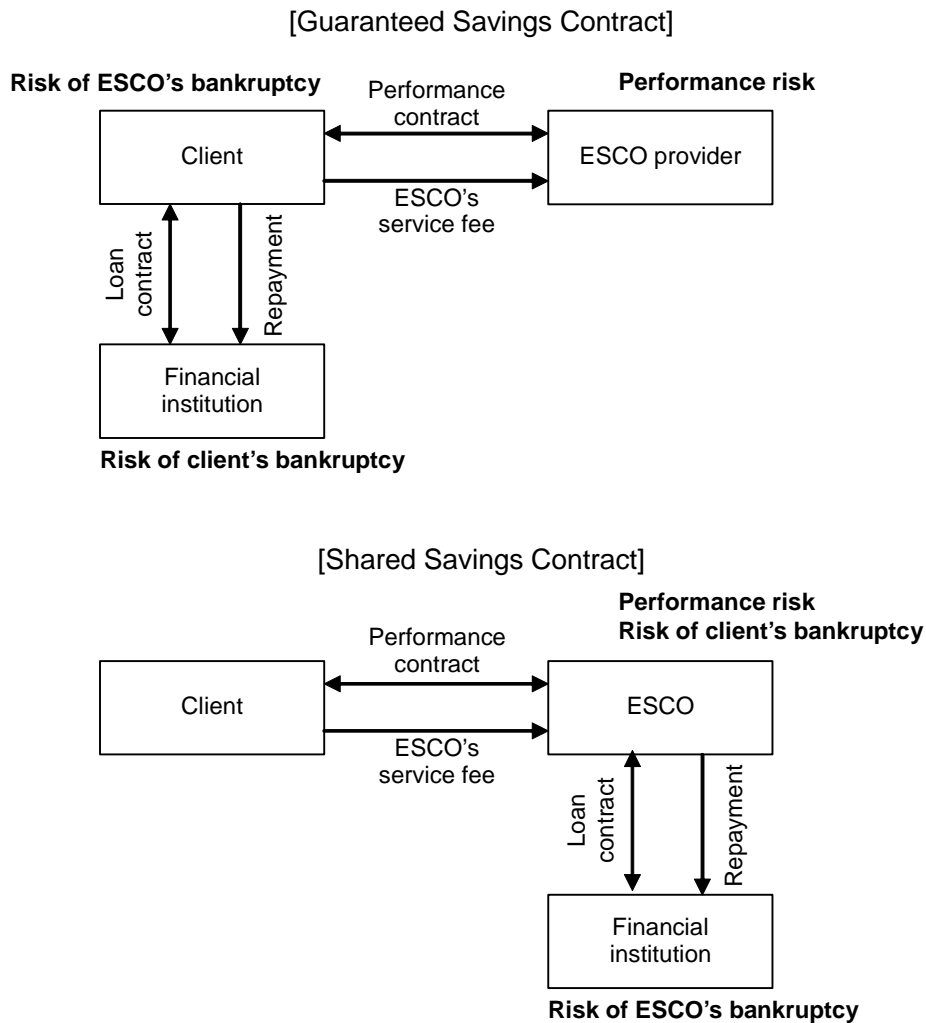 [Guaranteed Savings Contract]
Risk of ESCO’s bankruptcy
Performance risk
Performance
contract
Client
ESCO provider
ESCO’s
service fee
Loan
contract
Repayment
Financial
institution
Risk of client’s bankruptcy
[Shared Savings Contract]
Performance risk
Risk of client’s bankruptcy
Performance
contract
Client
ESCO
ESCO’s
service fee
Loan
contract
Repayment
Financial
institution
Risk of ESCO’s bankruptcy